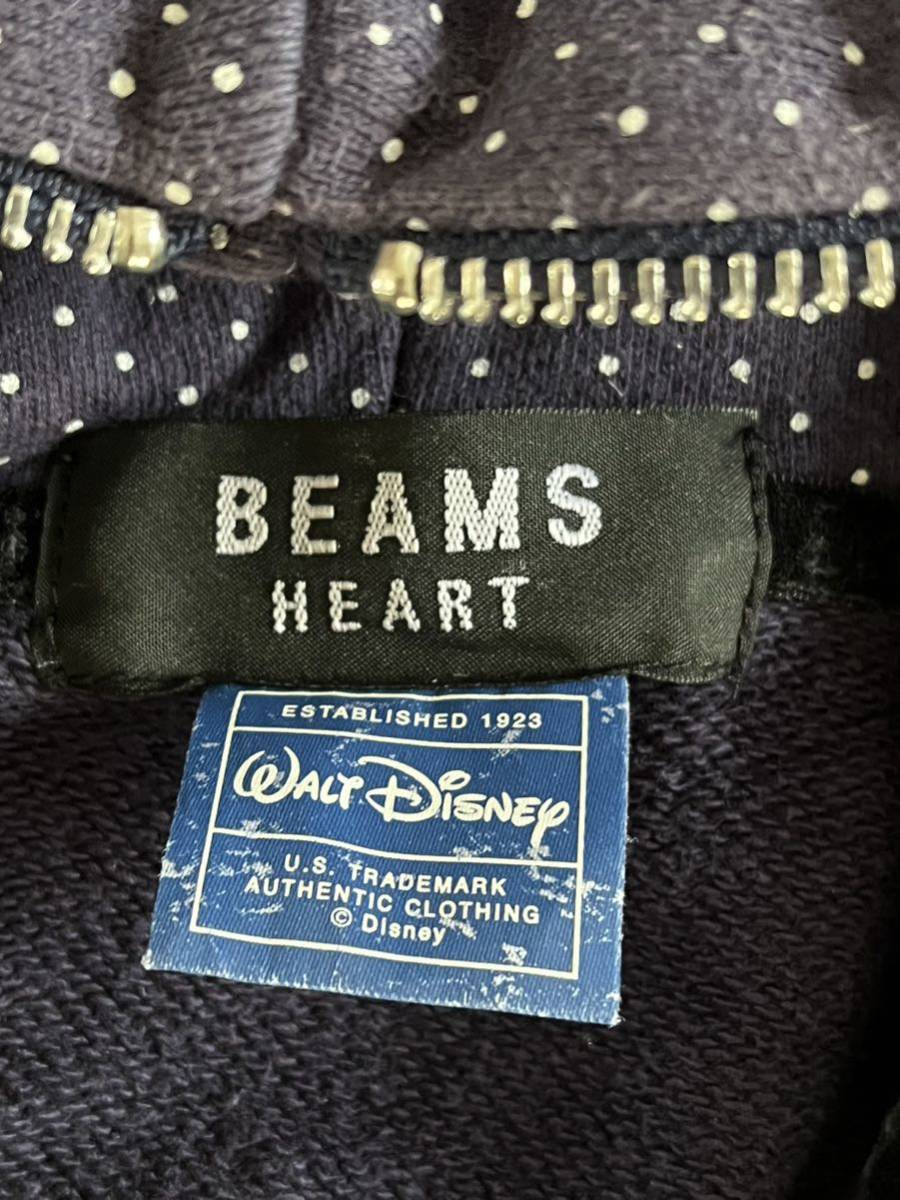 BEAMS
HEART
ESTABLISHED 1923
WALT DISNEY
U.S. TRADEMARK
AUTHENTIC CLOTHING
© Disney